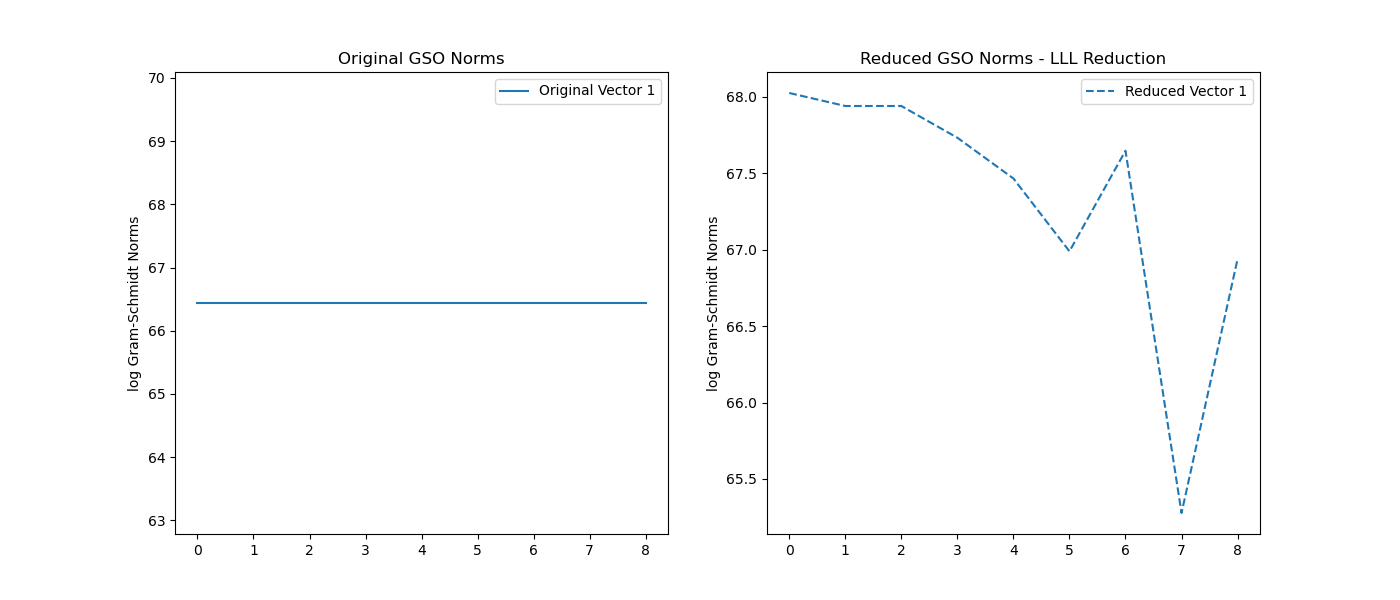 Original GSO Norms
Original Vector 1
log Gram-Schmidt Norms
70
69
68
67
66
65
64
63
0 1 2 3 4 5 6 7 8
Reduced GSO Norms - LLL Reduction
Reduced Vector 1
log Gram-Schmidt Norms
68.0
67.5
67.0
66.5
66.0
65.5
0 1 2 3 4 5 6 7 8